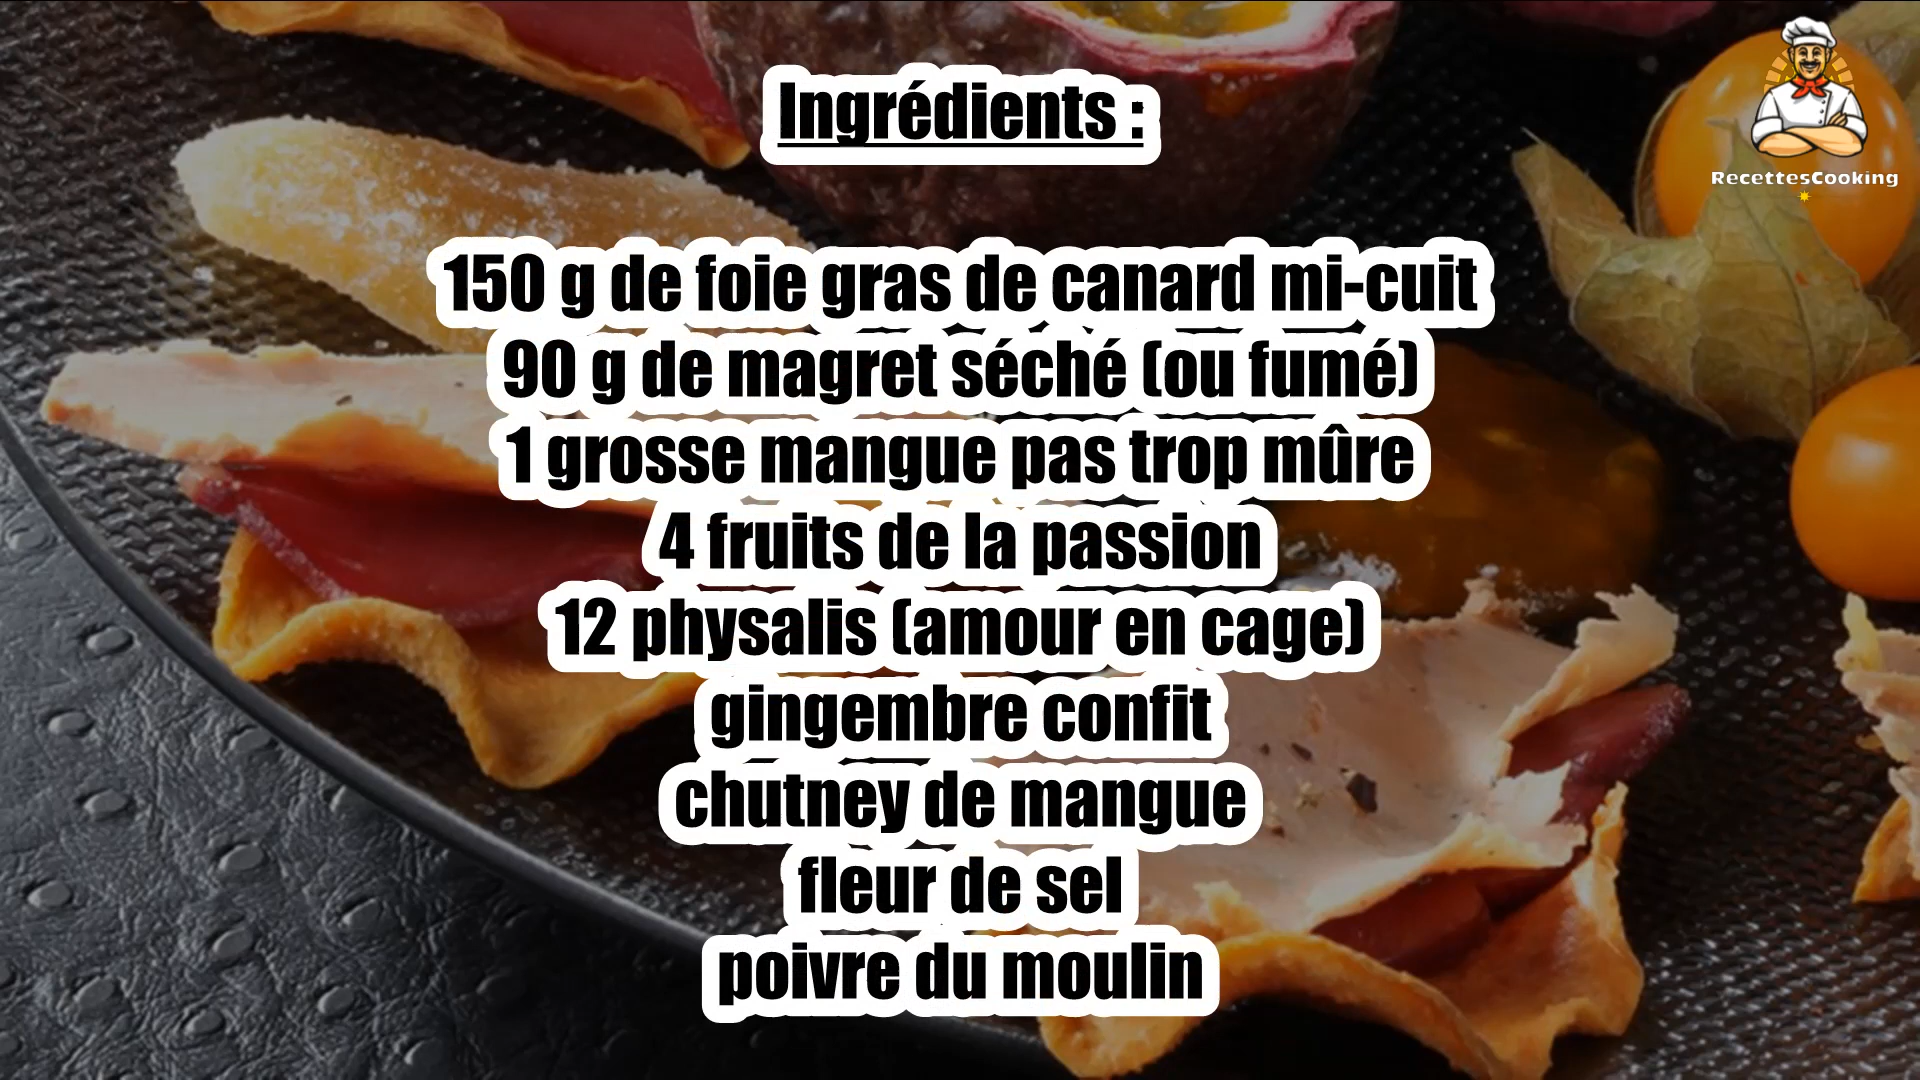 Ingrédients :
RecettesCooking
150 g de foie gras de canard mi-cuit
90 g de magret séché (ou fumé)
1 grosse mangue pas trop mûre
4 fruits de la passion
12 physalis (amour en cage)
gingembre confit
chutney de mangue
fleur de sel
poivre du moulin